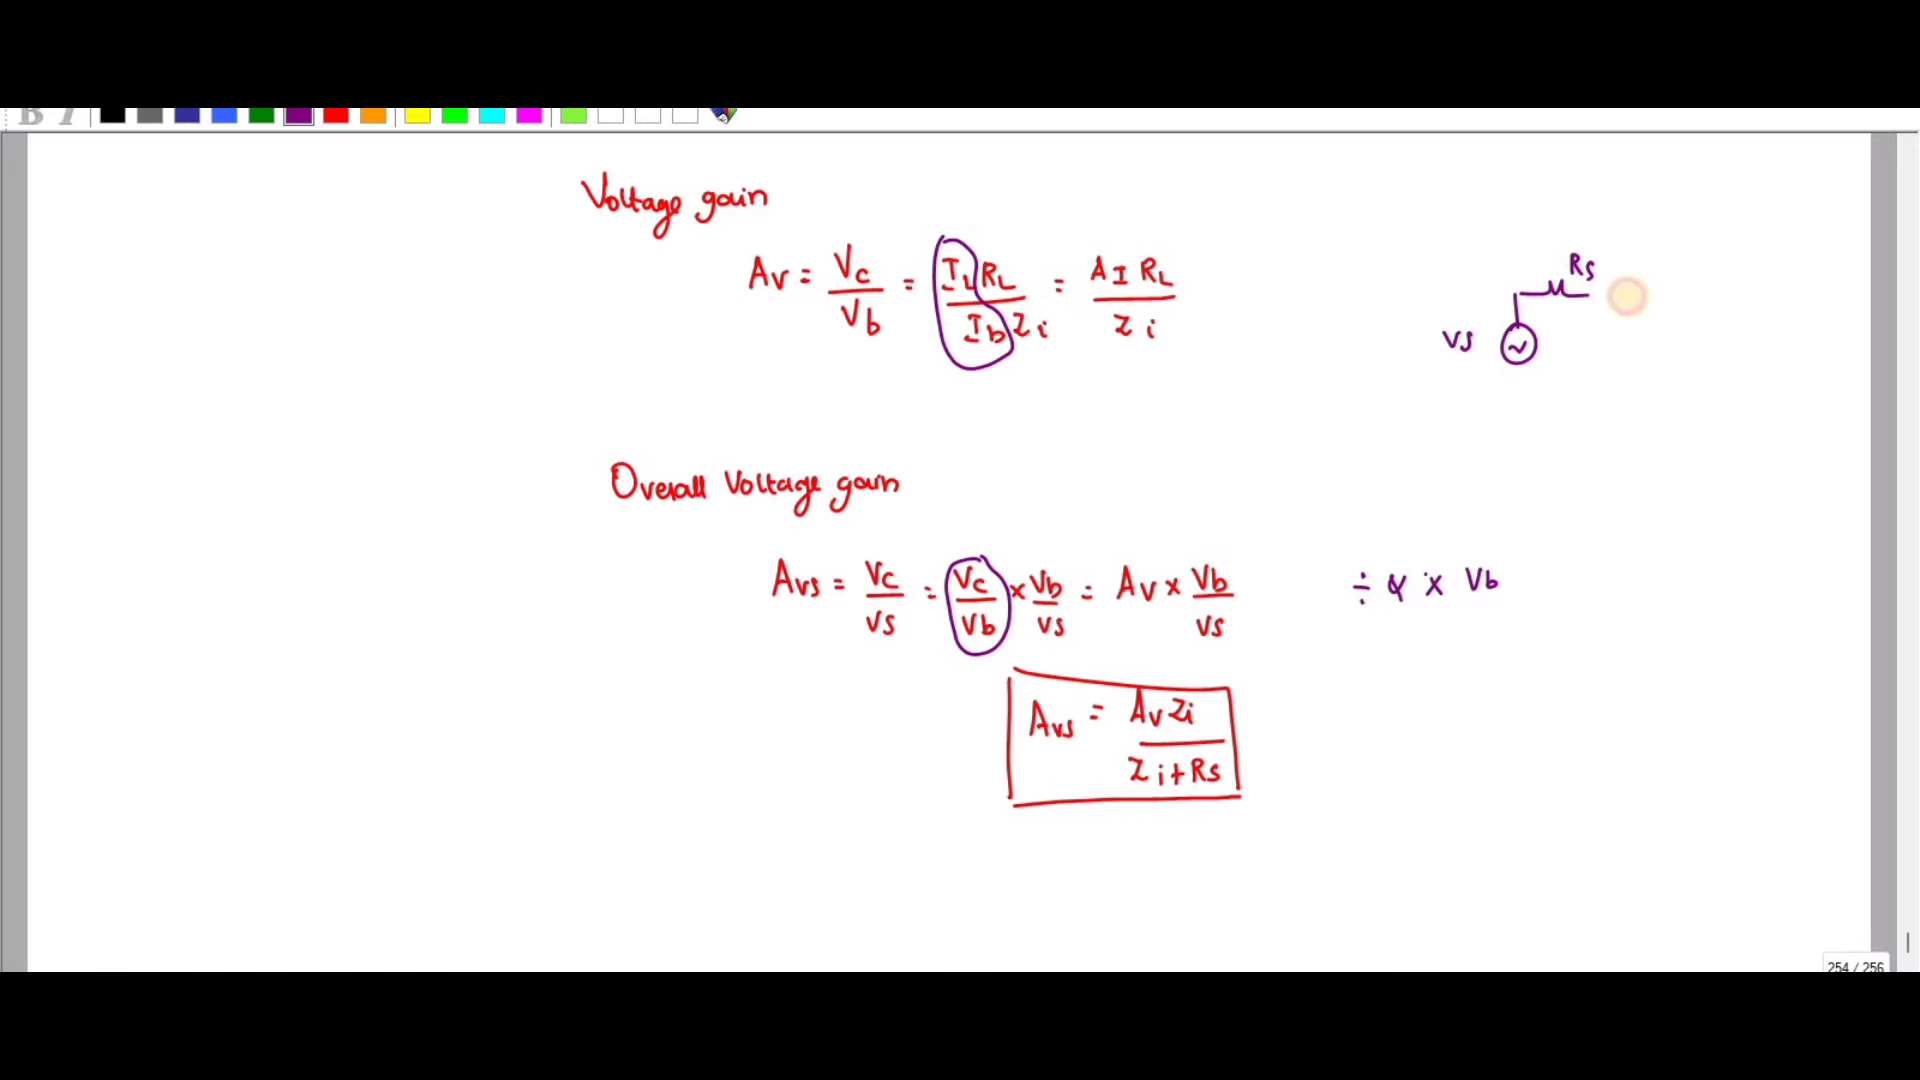 B I
Voltage gain
Av = Vc / Vb = IL RL / Ib Zi = AI RL / Zi
Rs
Vs
Overall Voltage gain
Avs = Vc / Vs = Vc / Vb × Vb / Vs = Av × Vb / Vs
÷ & × Vb
Avs = Av Zi / Zi + Rs
254 / 256